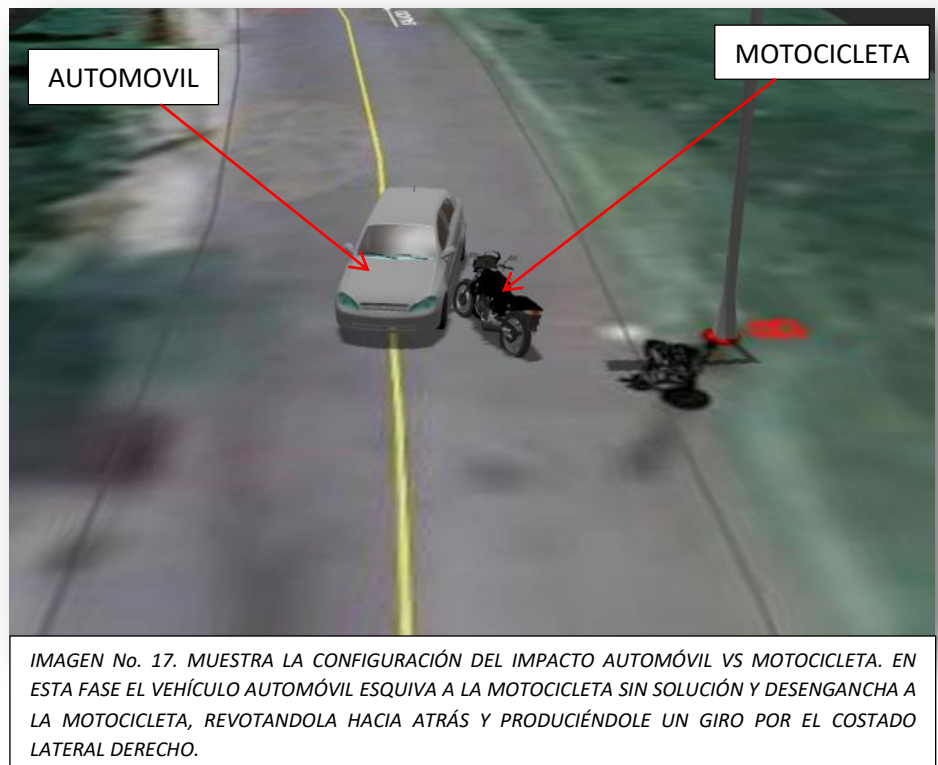 AUTOMOVIL
MOTOCICLETA
IMAGEN No. 17. MUESTRA LA CONFIGURACIÓN DEL IMPACTO AUTOMÓVIL VS MOTOCICLETA. EN
ESTA FASE EL VEHÍCULO AUTOMÓVIL ESQUIVA A LA MOTOCICLETA SIN SOLUCIÓN Y DESENGANCHA A
LA MOTOCICLETA, REVOTANDOLA HACIA ATRÁS Y PRODUCIÉNDOLE UN GIRO POR EL COSTADO
LATERAL DERECHO.